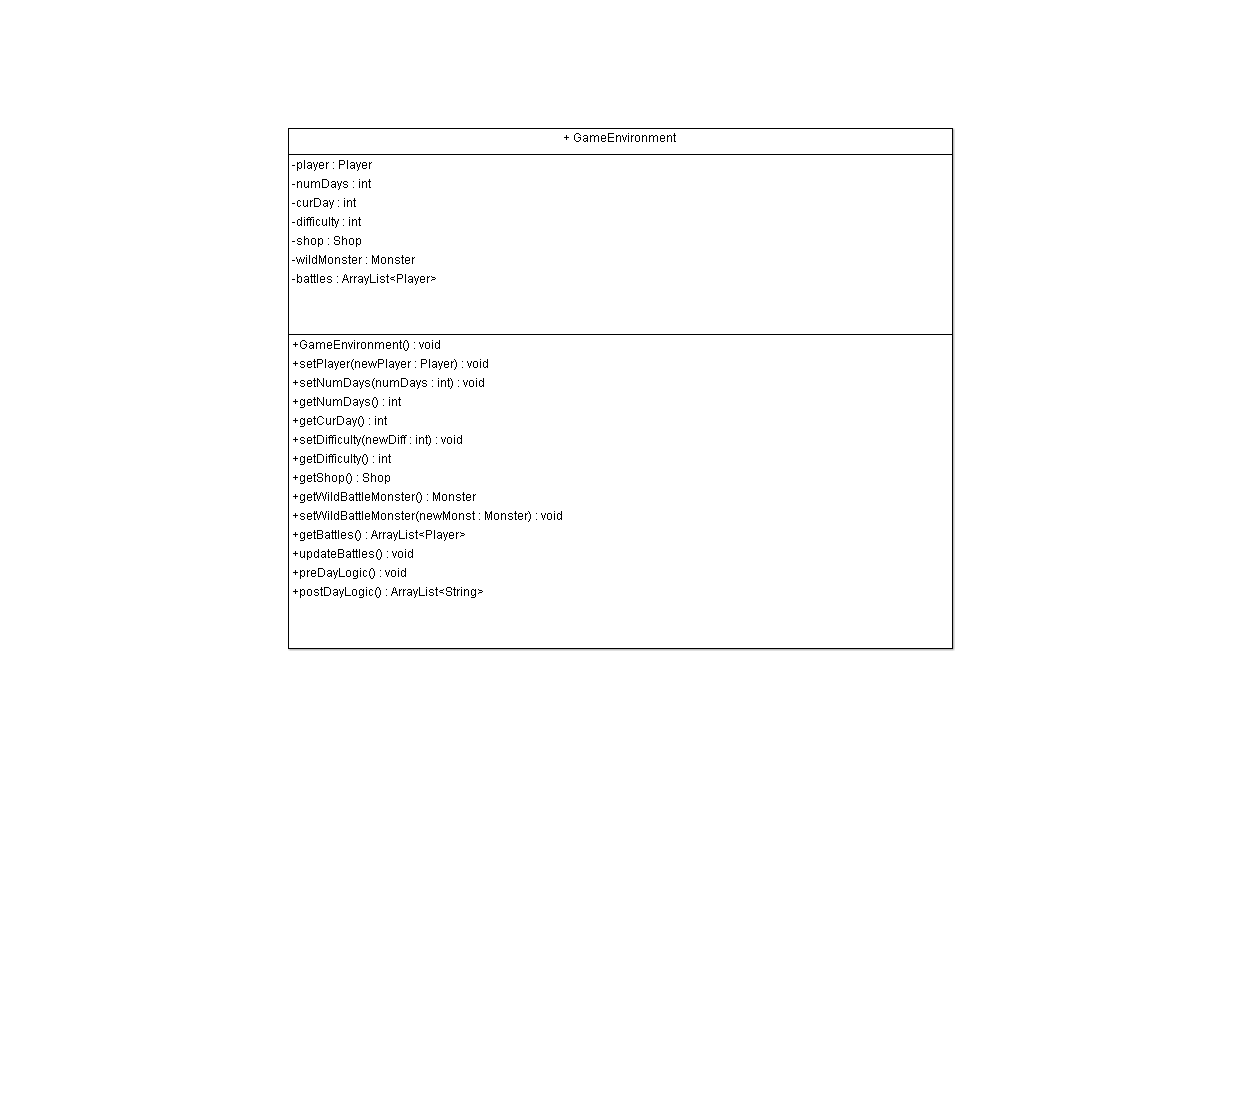 + GameEnvironment
-player : Player
-numDays : int
-curDay : int
-difficulty : int
-shop : Shop
-wildMonster : Monster
-battles : ArrayList<Player>
+GameEnvironment() : void
+setPlayer(newPlayer : Player) : void
+setNumDays(numDays : int) : void
+getNumDays() : int
+getCurDay() : int
+setDifficulty(newDiff : int) : void
+getDifficulty() : int
+getShop() : Shop
+getWildBattleMonster() : Monster
+setWildBattleMonster(newMonst : Monster) : void
+getBattles() : ArrayList<Player>
+updateBattles() : void
+preDayLogic() : void
+postDayLogic() : ArrayList<String>